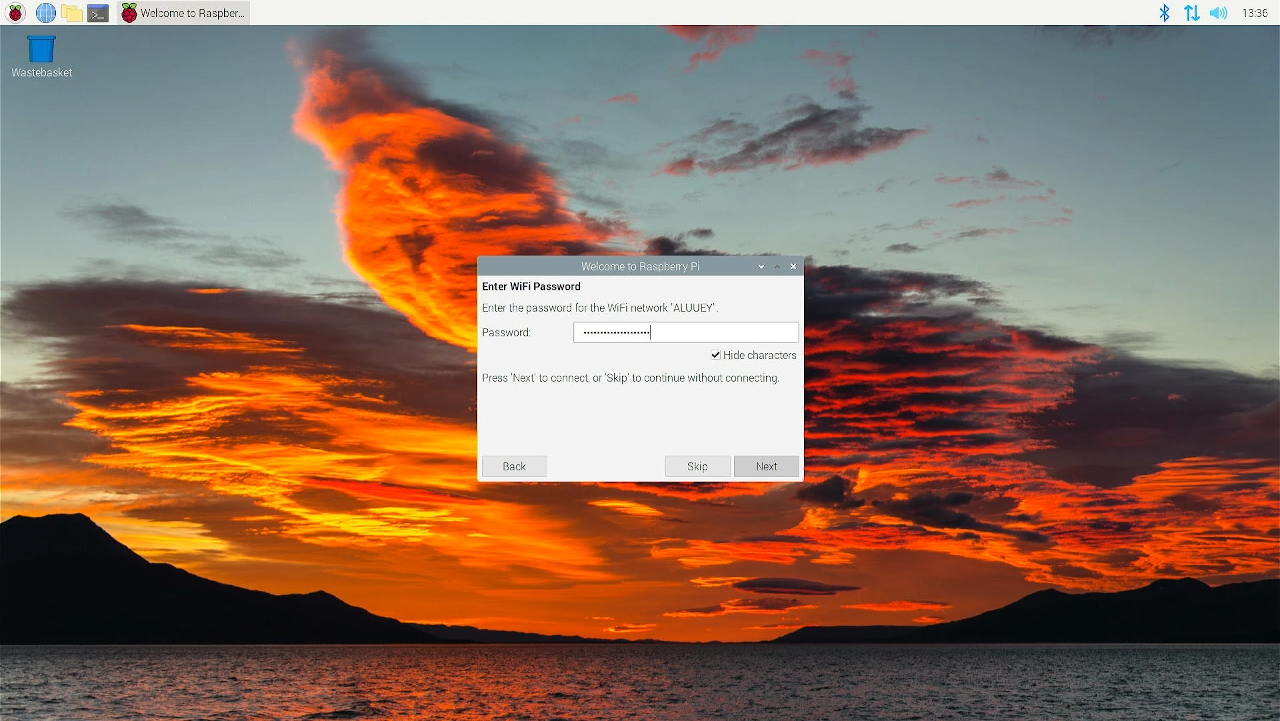 Welcome to Raspber...
13:36
Wastebasket
Welcome to Raspberry Pi
Enter WiFi Password
Enter the password for the WiFi network "ALUUEY".
Password: ••••••••••••••••••••
Hide characters
Press 'Next' to connect, or 'Skip' to continue without connecting.
Back Skip Next